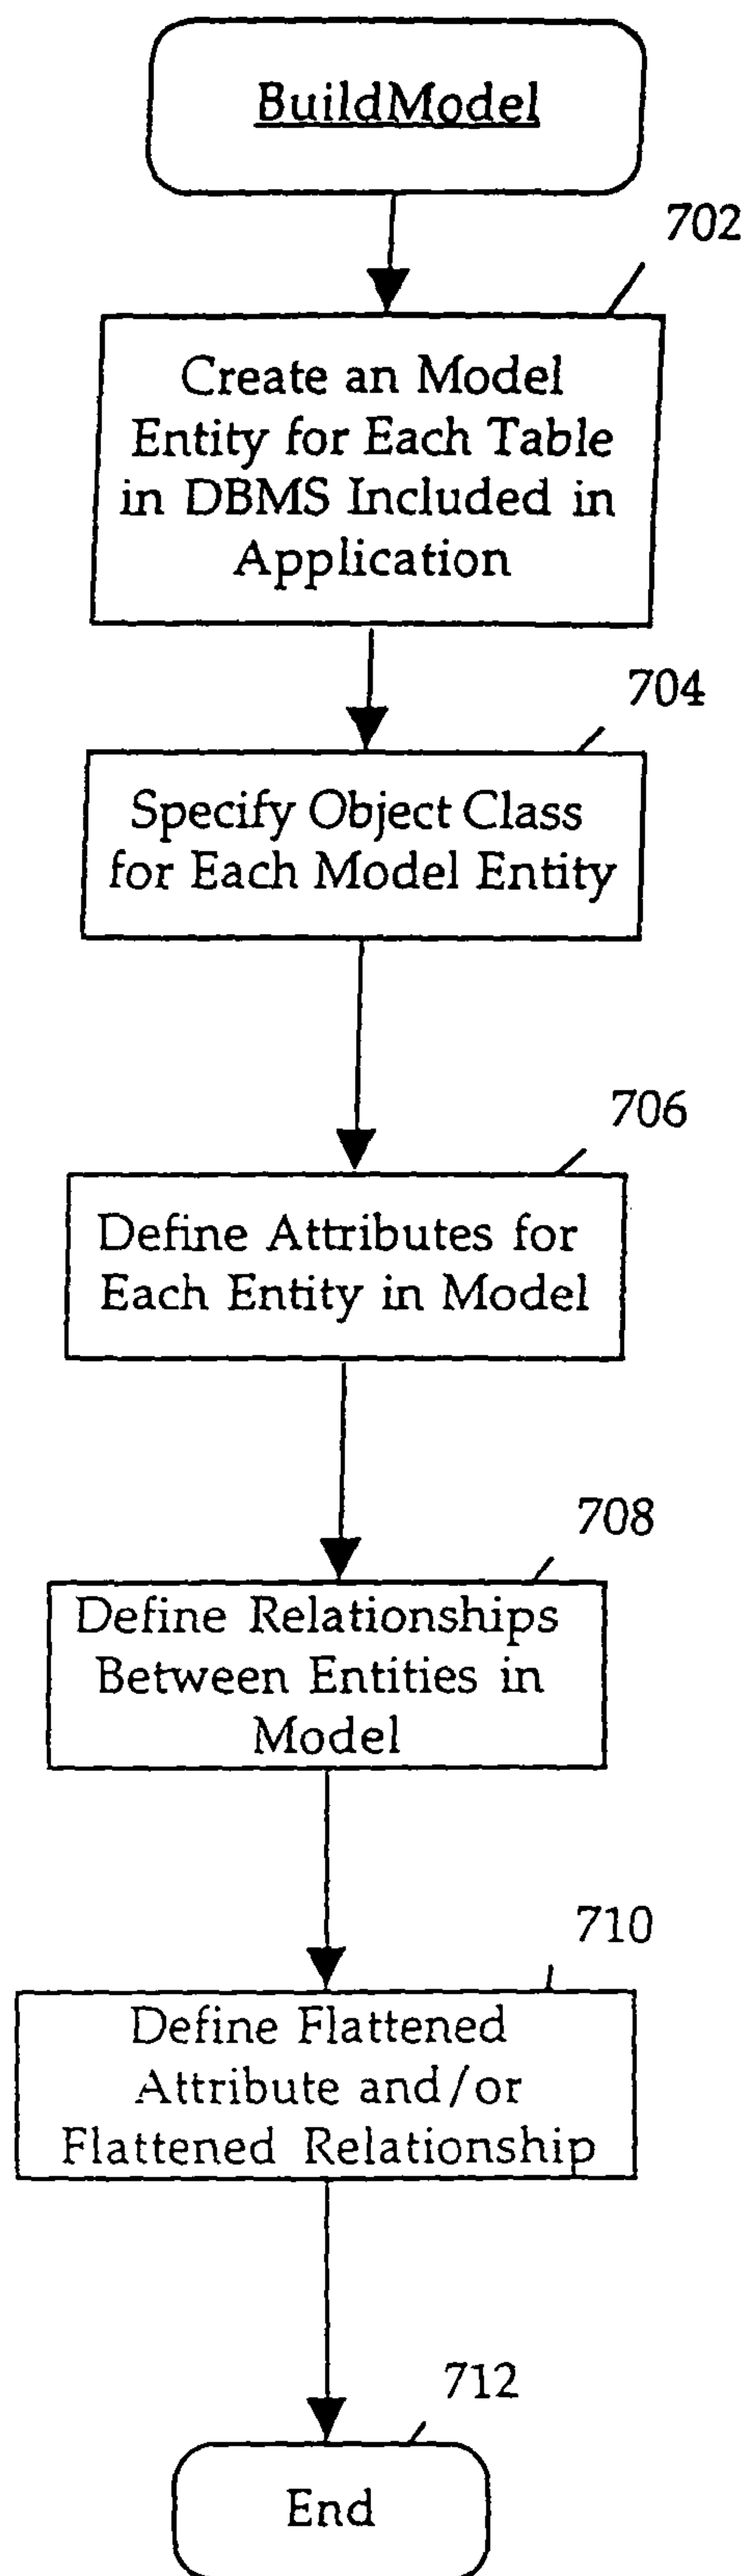 BuildModel
702
Create an Model
Entity for Each Table
in DBMS Included in
Application
704
Specify Object Class
for Each Model Entity
706
Define Attributes for
Each Entity in Model
708
Define Relationships
Between Entities in
Model
710
Define Flattened
Attribute and/or
Flattened Relationship
712
End